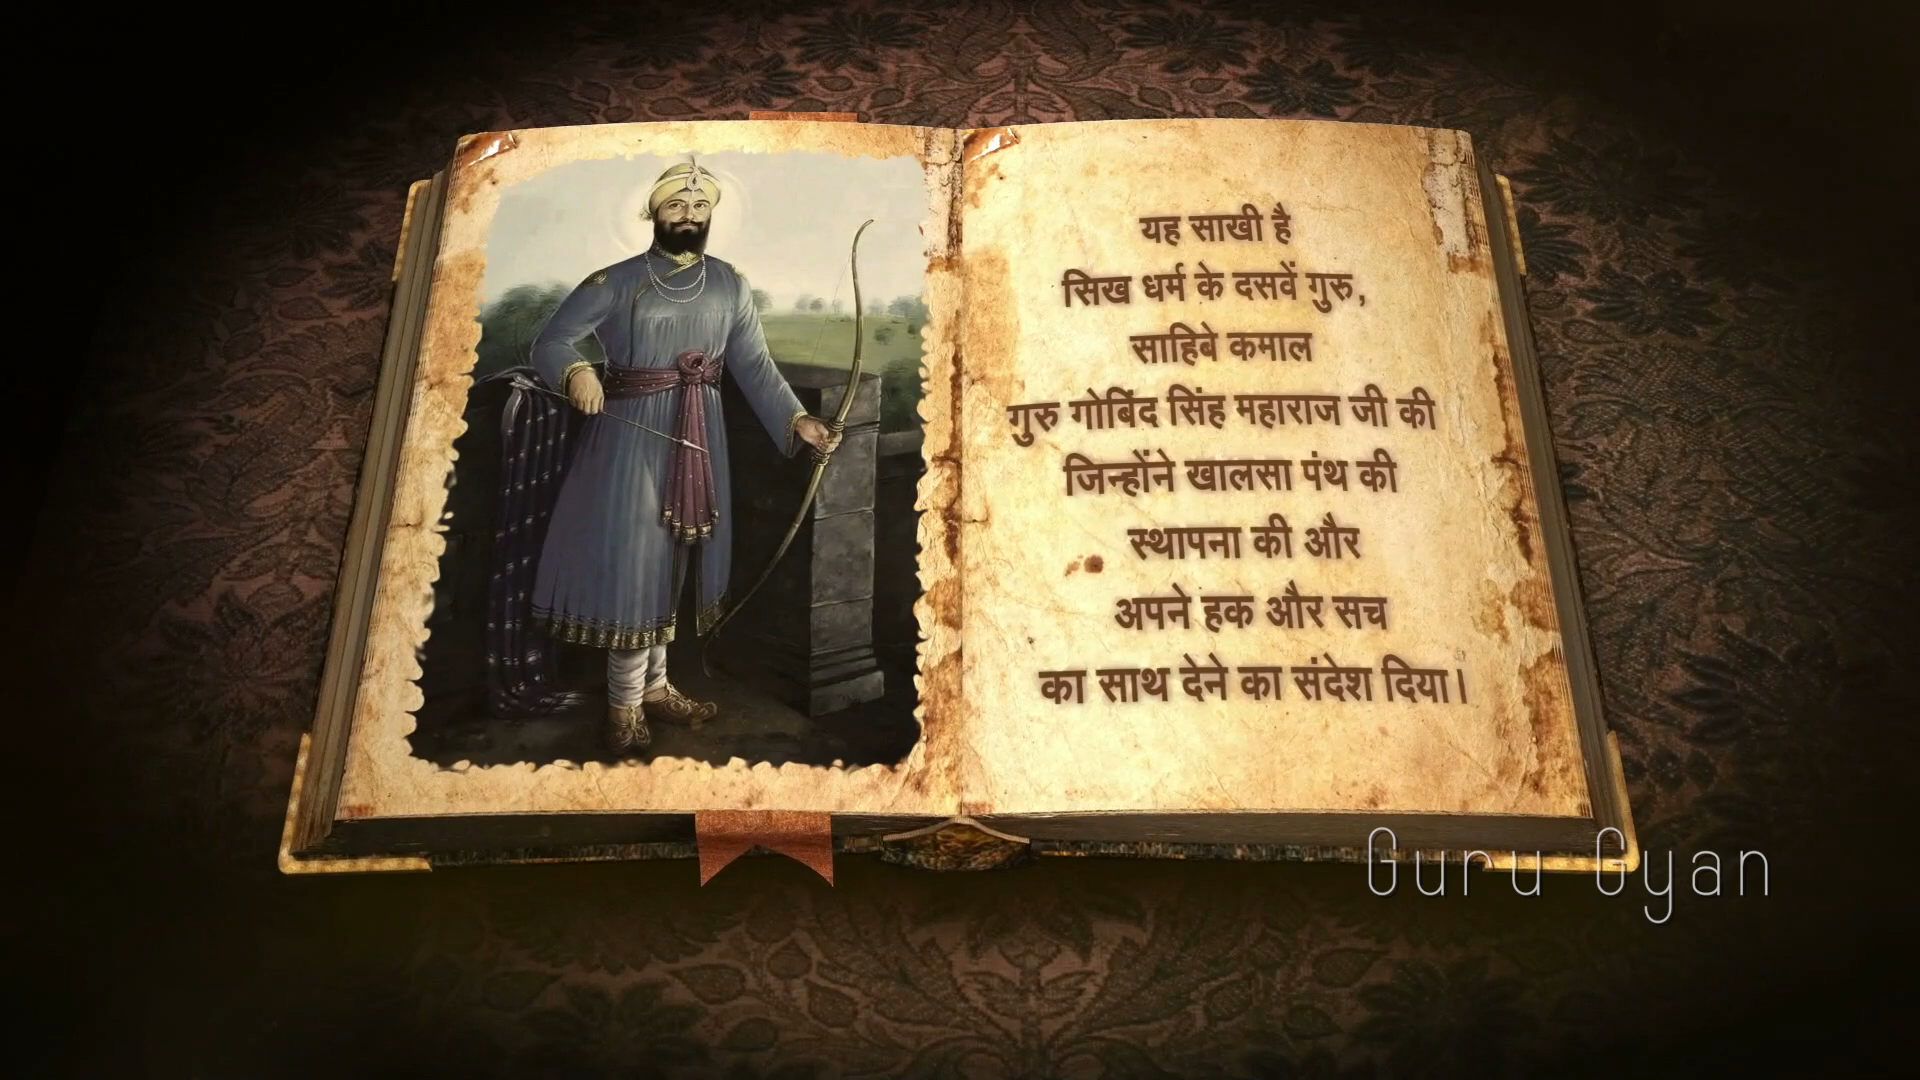 यह साखी है
सिख धर्म के दसवें गुरु,
साहिबे कमाल
गुरु गोबिंद सिंह महाराज जी की
जिन्होंने खालसा पंथ की
स्थापना की और
अपने हक और सच
का साथ देने का संदेश दिया।
Guru Gyan